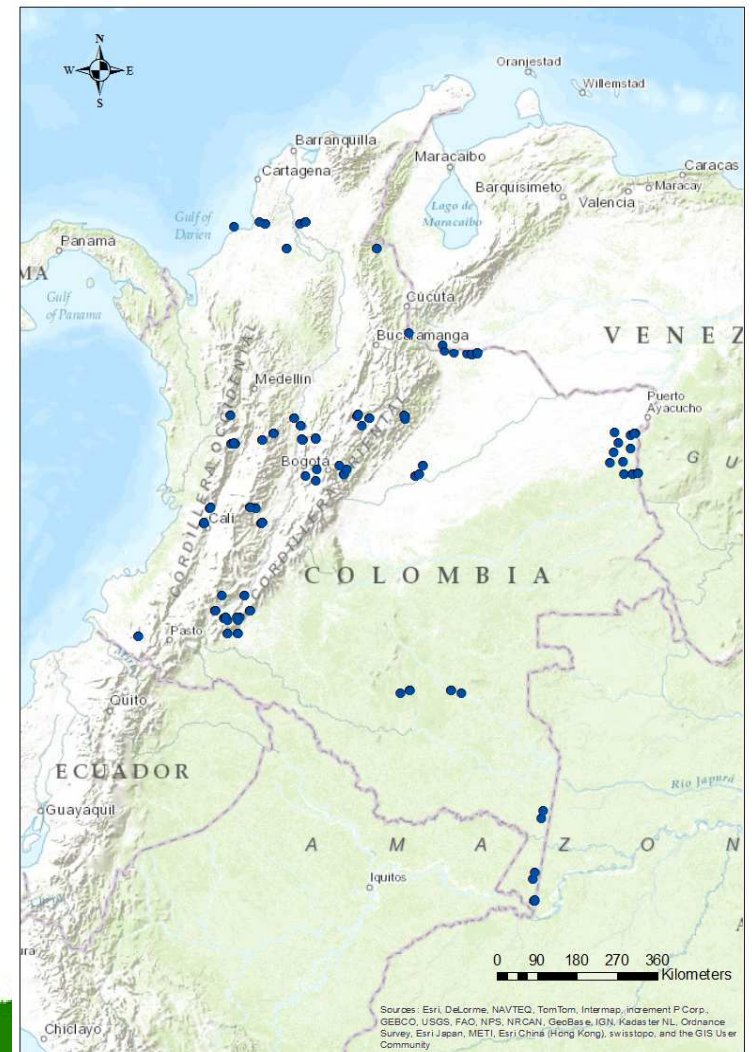 N
W E
S
Oranjestad
Willemstad
Barranquilla
Cartagena
Maracaibo
Caracas
Barquisimeto
Maracay
Valencia
Lago de
Maracaibo
Gulf of
Darien
Panama
MA
Gulf
of Panama
Cúcuta
Bucaramanga
VENEZ
Medellín
Puerto
Ayacucho
GU
CORDILLERA OCCIDENTAL
CORDILLERA ORIENTAL
Bogotá
Cali
COLOMBIA
Pasto
Quito
ECUADOR
Rio Japurá
Guayaquil
AMAZON
Iquitos
0 90 180 270 360
Kilometers
Sources: Esri, DeLorme, NAVTEQ, TomTom, Intermap, increment P Corp.,
GEBCO, USGS, FAO, NPS, NRCAN, GeoBase, IGN, Kadaster NL, Ordnance
Survey, Esri Japan, METI, Esri China (Hong Kong), swisstopo, and the GIS User
Community
Chiclayo